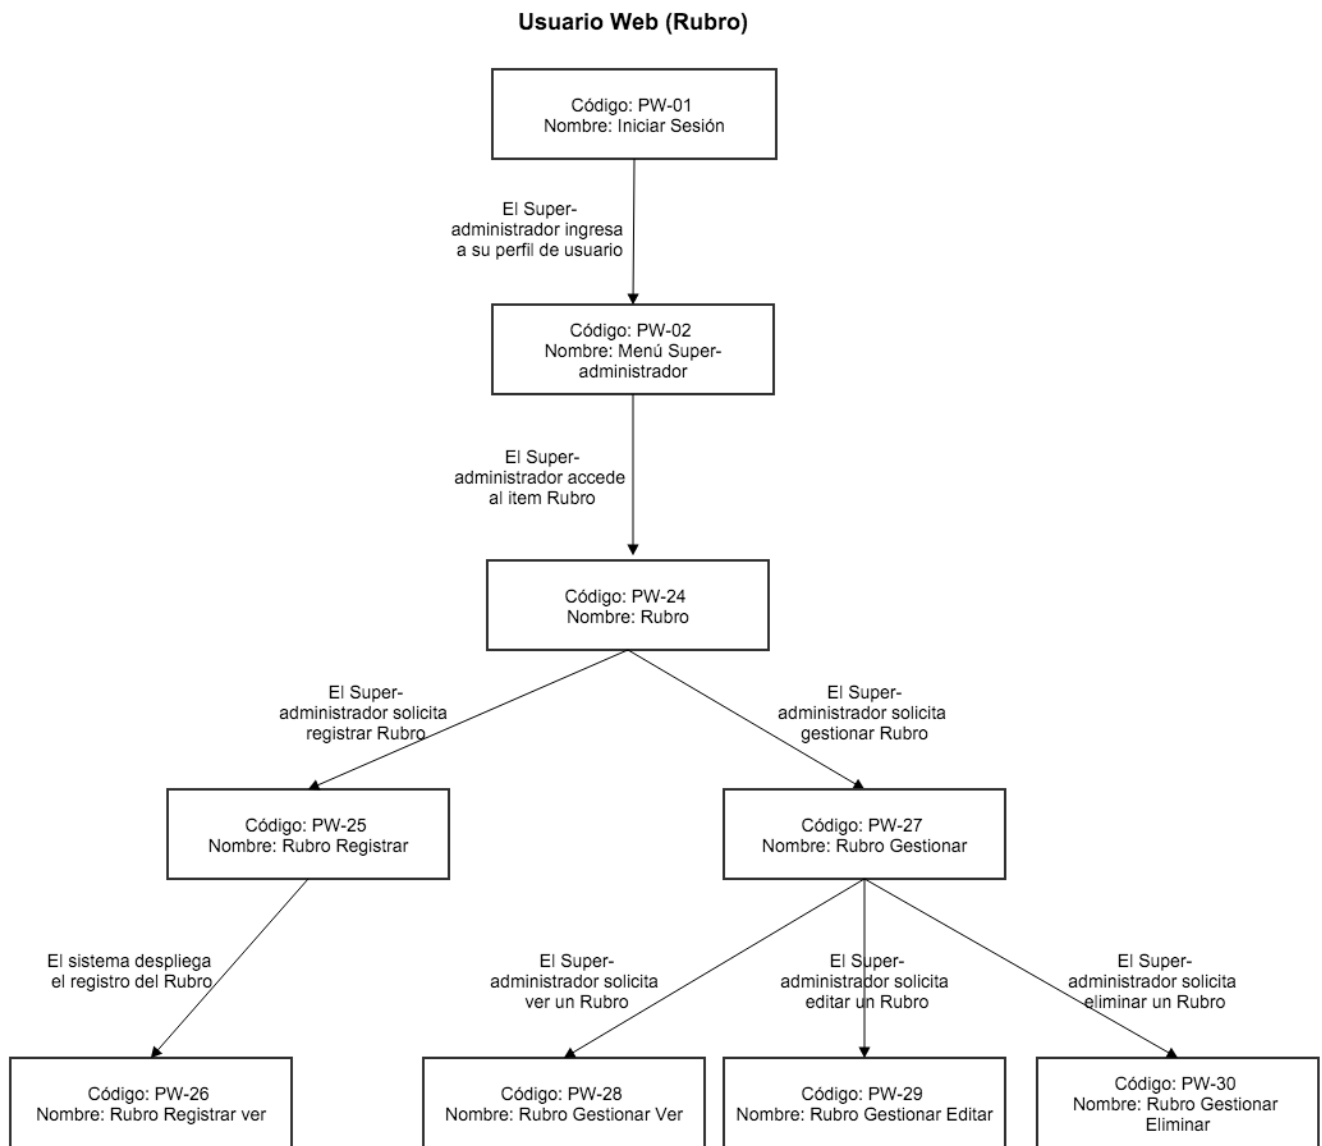 Usuario Web (Rubro)
Código: PW-01
Nombre: Iniciar Sesión
El Super-
administrador ingresa
a su perfil de usuario
Código: PW-02
Nombre: Menú Super-
administrador
El Super-
administrador accede
al item Rubro
Código: PW-24
Nombre: Rubro
El Super-
administrador solicita
registrar Rubro
El Super-
administrador solicita
gestionar Rubro
Código: PW-25
Nombre: Rubro Registrar
Código: PW-27
Nombre: Rubro Gestionar
El sistema despliega
el registro del Rubro
El Super-
administrador solicita
ver un Rubro
El Super-
administrador solicita
editar un Rubro
El Super-
administrador solicita
eliminar un Rubro
Código: PW-26
Nombre: Rubro Registrar ver
Código: PW-28
Nombre: Rubro Gestionar Ver
Código: PW-29
Nombre: Rubro Gestionar Editar
Código: PW-30
Nombre: Rubro Gestionar
Eliminar